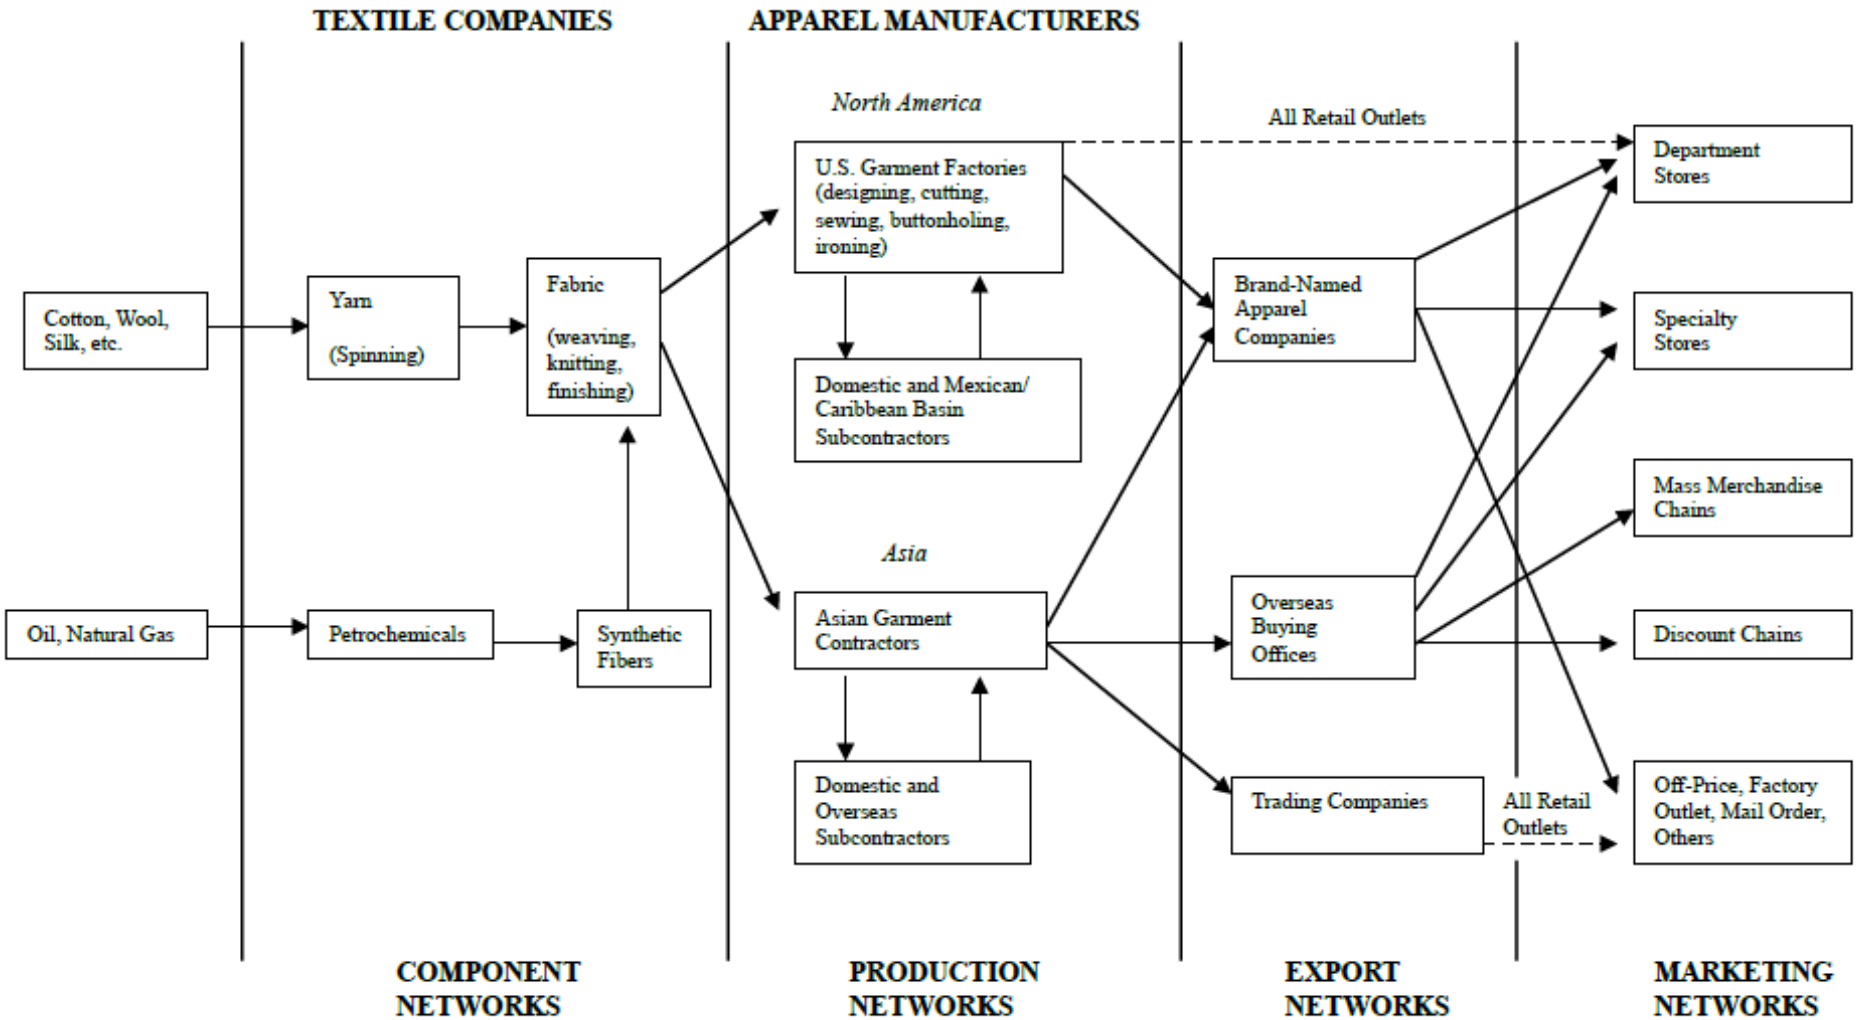 TEXTILE COMPANIES
APPAREL MANUFACTURERS
North America
All Retail Outlets
Cotton, Wool,
Silk, etc.
Oil, Natural Gas
Yarn
(Spinning)
Petrochemicals
Fabric
(weaving,
knitting,
finishing)
Synthetic
Fibers
U.S. Garment Factories
(designing, cutting,
sewing, buttonholing,
ironing)
Domestic and Mexican/
Caribbean Basin
Subcontractors
Asia
Asian Garment
Contractors
Domestic and
Overseas
Subcontractors
Brand-Named
Apparel
Companies
Overseas
Buying
Offices
Trading Companies
All Retail
Outlets
Department
Stores
Specialty
Stores
Mass Merchandise
Chains
Discount Chains
Off-Price, Factory
Outlet, Mail Order,
Others
COMPONENT
NETWORKS
PRODUCTION
NETWORKS
EXPORT
NETWORKS
MARKETING
NETWORKS